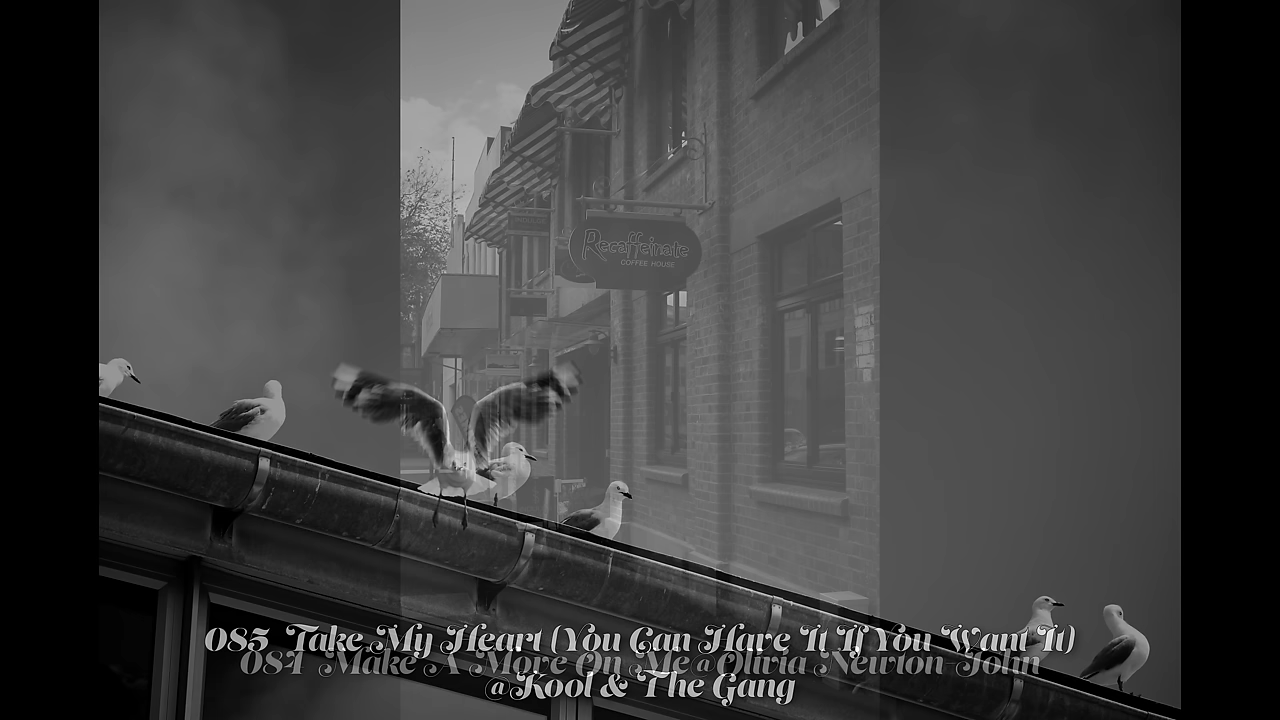 Recaffeinate
COFFEE HOUSE
085 Take My Heart (You Can Have It If You Want It)
084 Make A Move On Me @ Olivia Newton-John
@ Kool & The Gang